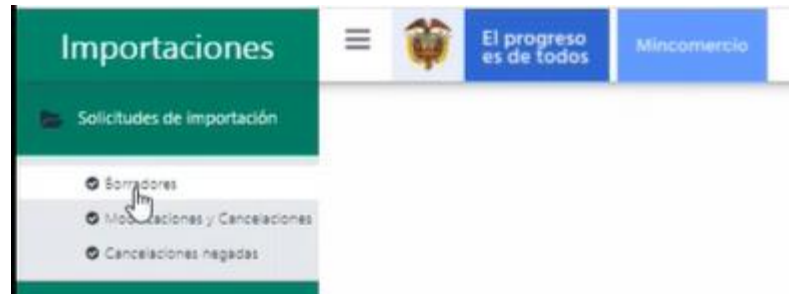 Importaciones
El progreso
es de todos
Mincomercio
Solicitudes de importación
Borradores
Modificaciones y Cancelaciones
Cancelaciones negadas